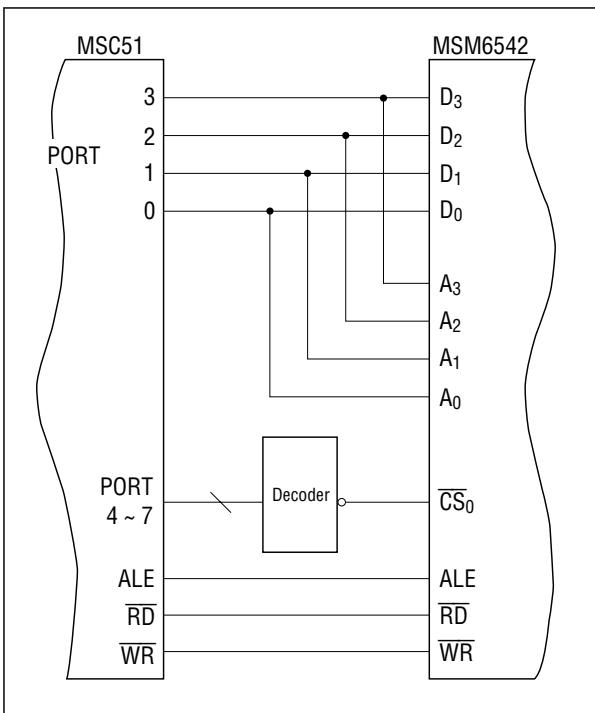 MSC51 MSM6542
3 D3
2 D2
PORT
1 D1
0 D0
A3
A2
A1
A0
PORT
4 ~ 7
Decoder
CS0
ALE ALE
RD RD
WR WR